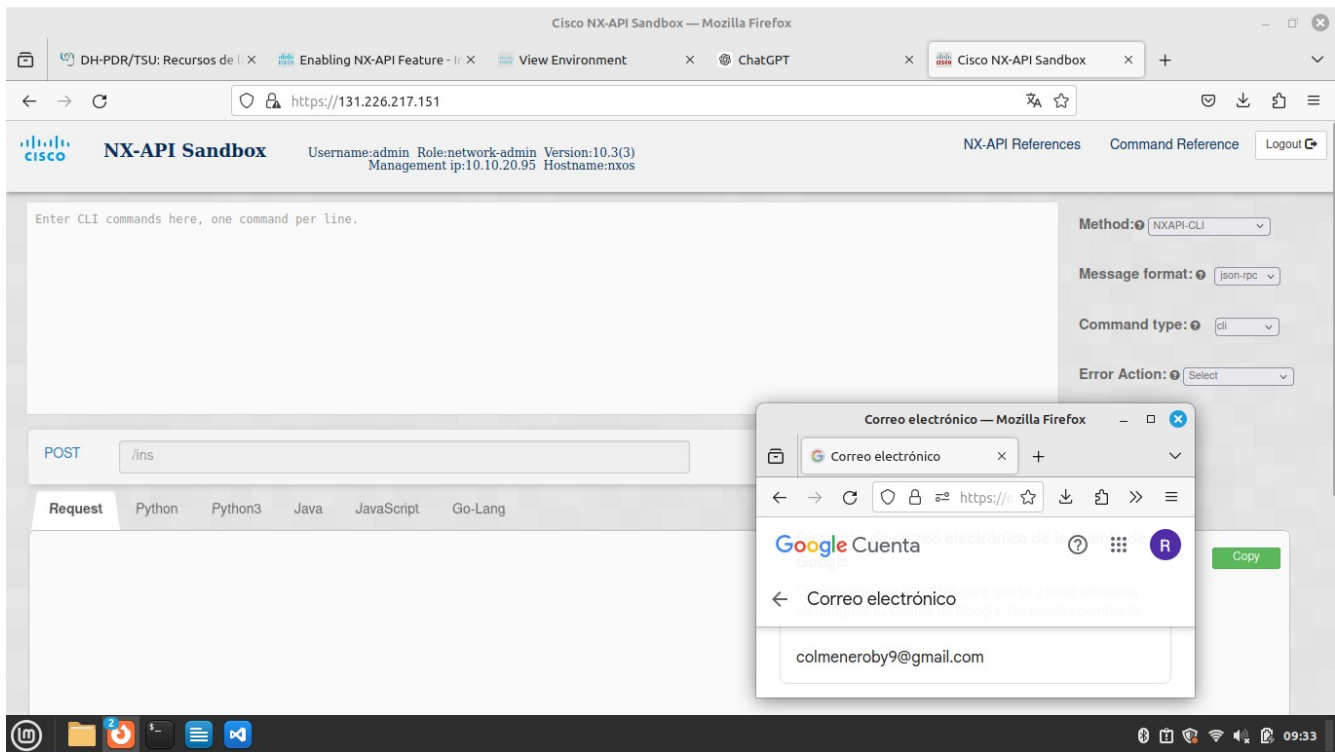 Cisco NX-API Sandbox — Mozilla Firefox
DH-PDR/TSU: Recursos de l
Enabling NX-API Feature - In
View Environment
ChatGPT
Cisco NX-API Sandbox
https://131.226.217.151
CISCO
NX-API Sandbox
Username:admin Role:network-admin Version:10.3(3)
Management ip:10.10.20.95 Hostname:nxos
NX-API References
Command Reference
Logout
Enter CLI commands here, one command per line.
Method:
NXAPI-CLI
Message format:
json-rpc
Command type:
cli
Error Action:
Select
POST
/ins
Request
Python
Python3
Java
JavaScript
Go-Lang
Copy
Correo electrónico — Mozilla Firefox
Correo electrónico
https://
Google Cuenta
R
Correo electrónico
colmeneroby9@gmail.com
2
09:33